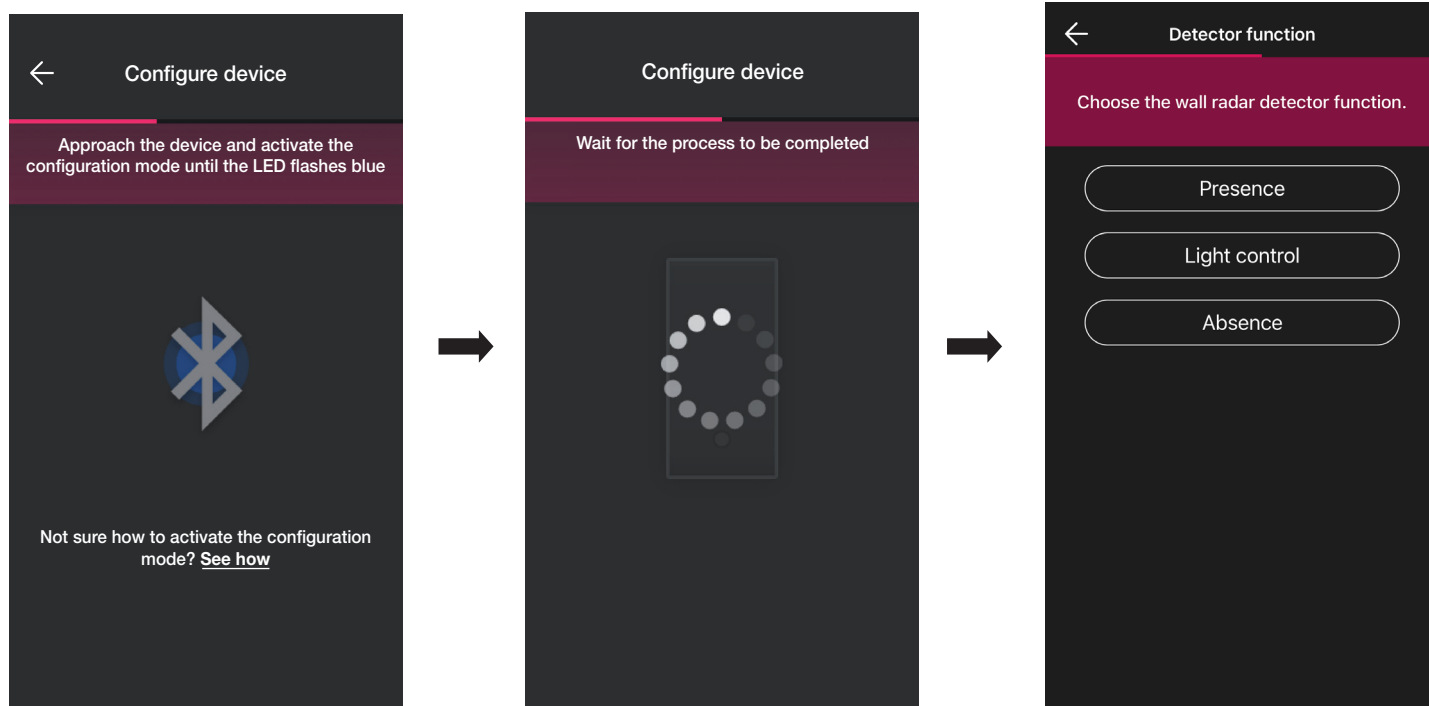 Configure device
Approach the device and activate the
configuration mode until the LED flashes blue
Not sure how to activate the configuration
mode? See how
Configure device
Wait for the process to be completed
Detector function
Choose the wall radar detector function.
Presence
Light control
Absence